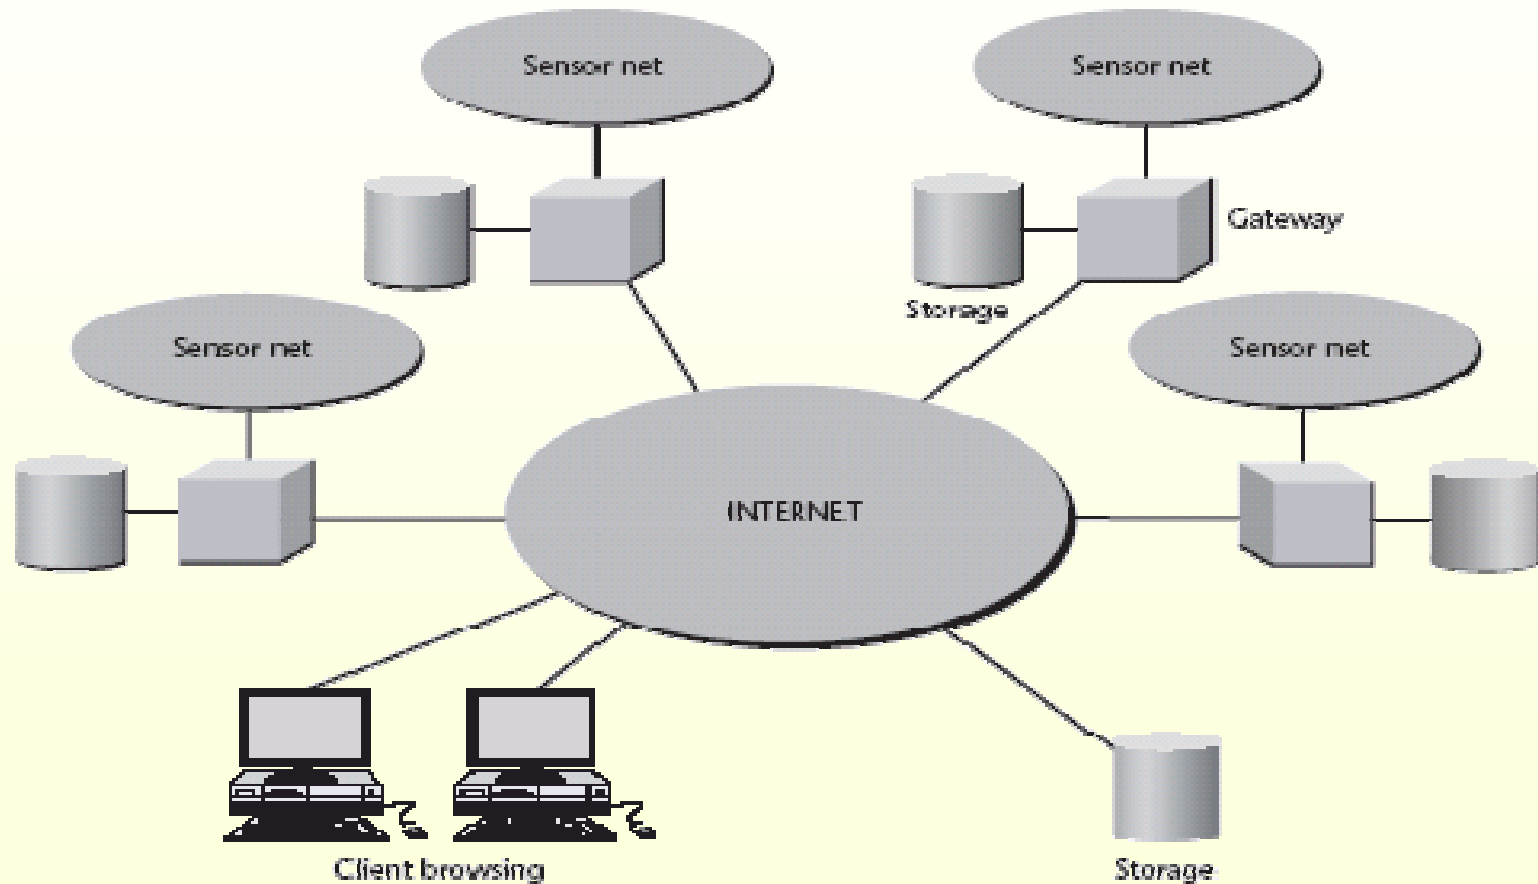 Sensor net
Sensor net
Gateway
Storage
Sensor net
Sensor net
INTERNET
Client browsing
Storage